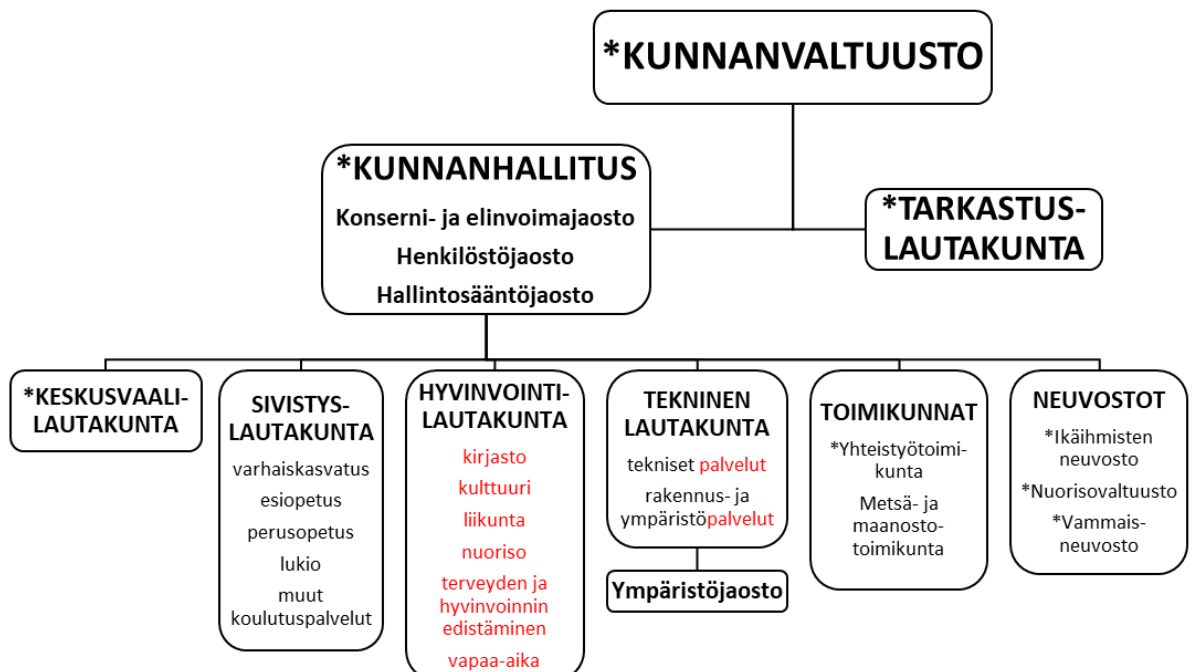 *KUNNANVALTUUSTO
*KUNNANHALLITUS
Konserni- ja elinvoimajaosto
Henkilöstöjaosto
Hallintosääntöjaosto
*TARKASTUS-
LAUTAKUNTA
*KESKUSVAALI-
LAUTAKUNTA
SIVISTYS-
LAUTAKUNTA
varhaiskasvatus
esiopetus
perusopetus
lukio
muut
koulutuspalvelut
HYVINVOINTI-
LAUTAKUNTA
kirjasto
kulttuuri
liikunta
nuoriso
terveyden ja
hyvinvoinnin
edistäminen
vapaa-aika
TEKNINEN
LAUTAKUNTA
tekniset palvelut
rakennus- ja
ympäristöpalvelut
Ympäristöjaosto
TOIMIKUNNAT
*Yhteistyötoimi-
kunta
Metsä- ja
maanosto-
toimikunta
NEUVOSTOT
*Ikäihmisten
neuvosto
*Nuorisovaltuusto
*Vammais-
neuvosto